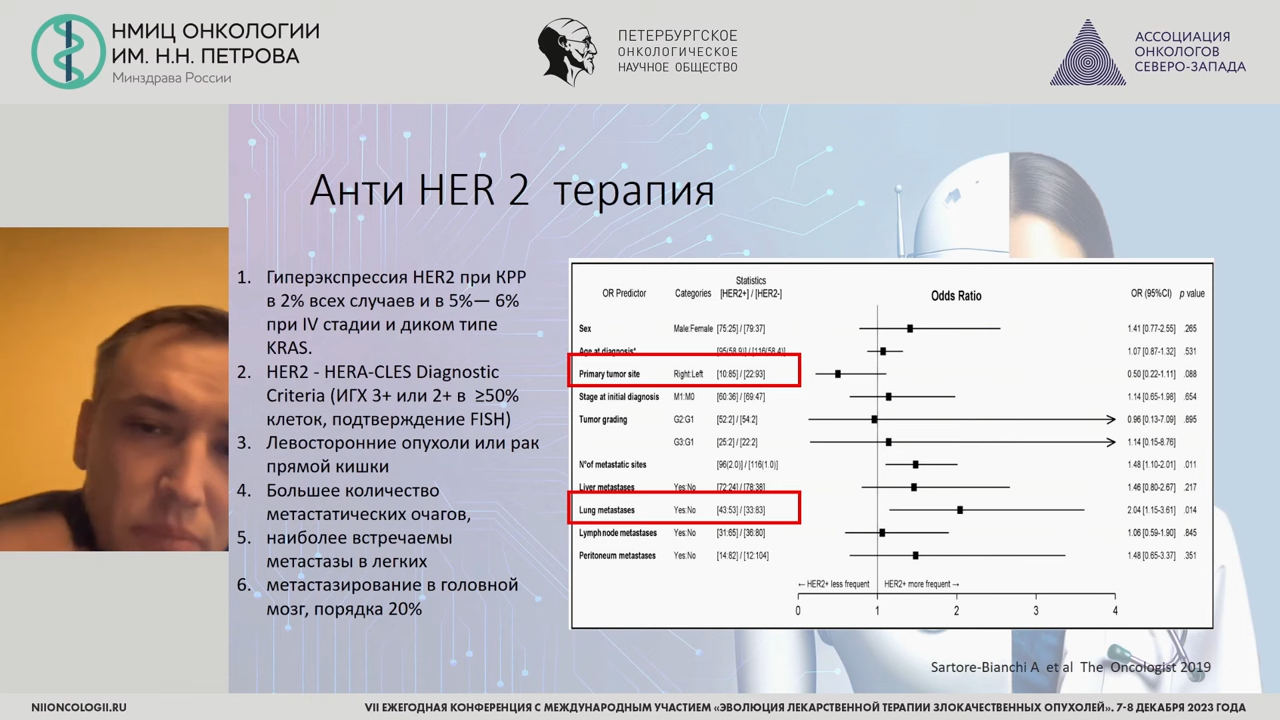 НМИЦ ОНКОЛОГИИ
ИМ. Н.Н. ПЕТРОВА
Минздрава России
ПЕТЕРБУРГСКОЕ
ОНКОЛОГИЧЕСКОЕ
НАУЧНОЕ ОБЩЕСТВО
АССОЦИАЦИЯ
ОНКОЛОГОВ
СЕВЕРО-ЗАПАДА
Анти HER 2 терапия
1. Гиперэкспрессия HER2 при КРР
в 2% всех случаев и в 5%— 6%
при IV стадии и диком типе
KRAS.
2. HER2 - HERA-CLES Diagnostic
Criteria (ИГХ 3+ или 2+ в ≥50%
клеток, подтверждение FISH)
3. Левосторонние опухоли или рак
прямой кишки
4. Большее количество
метастатических очагов,
5. наиболее встречаемы
метастазы в легких
6. метастазирование в головной
мозг, порядка 20%
Statistics
OR Predictor Categories [HER2+] / [HER2-] Odds Ratio OR (95%CI) p value
Sex Male:Female [75:25] / [79:37] 1.41 [0.77-2.55] .265
Age at diagnosis* [95(58.9)] / [116(58.4)] 1.07 [0.87-1.32] .531
Primary tumor site Right:Left [10:85] / [22:93] 0.50 [0.22-1.11] .088
Stage at initial diagnosis M1:M0 [60:36] / [69:47] 1.14 [0.65-1.98] .654
Tumor grading G2:G1 [52:2] / [54:2] 0.96 [0.13-7.09] .895
G3:G1 [25:2] / [22:2] 1.14 [0.15-8.76]
N°of metastatic sites [96(2.0)] / [116(1.0)] 1.48 [1.10-2.01] .011
Liver metastases Yes:No [72:24] / [78:38] 1.46 [0.80-2.67] .217
Lung metastases Yes:No [43:53] / [33:83] 2.04 [1.15-3.61] .014
Lymph node metastases Yes:No [31:65] / [36:80] 1.06 [0.59-1.90] .845
Peritoneum metastases Yes:No [14:82] / [12:104] 1.48 [0.65-3.37] .351
← HER2+ less frequent HER2+ more frequent →
0 1 2 3 4
Sartore-Bianchi A et al The Oncologist 2019
NIIONCOLOGII.RU
VII ЕЖЕГОДНАЯ КОНФЕРЕНЦИЯ С МЕЖДУНАРОДНЫМ УЧАСТИЕМ «ЭВОЛЮЦИЯ ЛЕКАРСТВЕННОЙ ТЕРАПИИ ЗЛОКАЧЕСТВЕННЫХ ОПУХОЛЕЙ». 7-8 ДЕКАБРЯ 2023 ГОДА